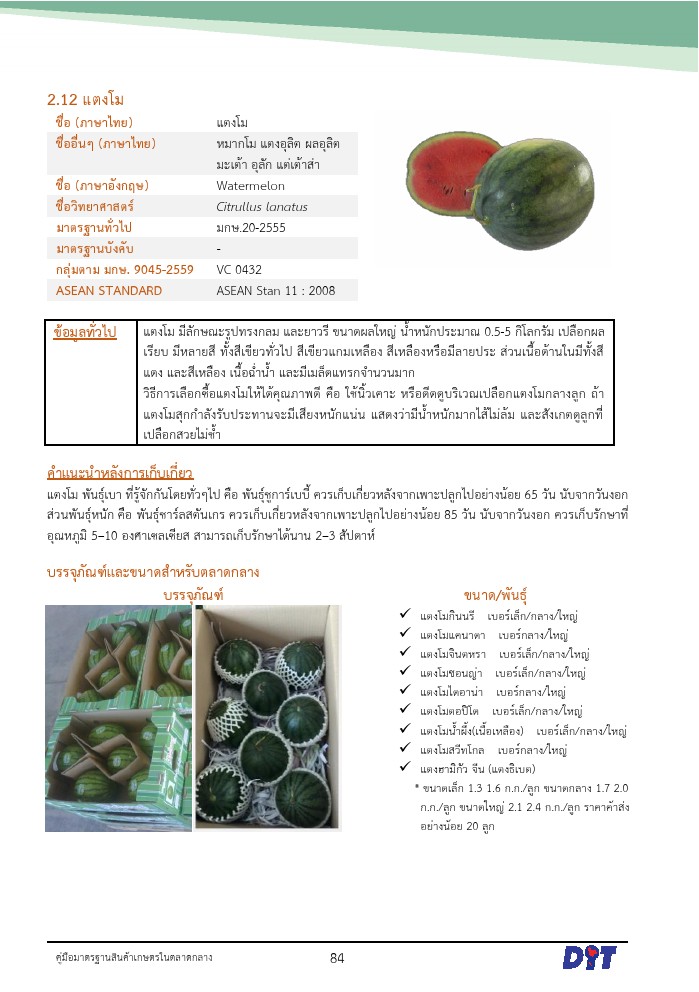 2.12 แตงโม
ชื่อ (ภาษาไทย) แตงโม
ชื่ออื่นๆ (ภาษาไทย) หมากโม แตงอุลิต ผลอุลิต
มะเต้า อุลัก แต่เต้าสำ
ชื่อ (ภาษาอังกฤษ) Watermelon
ชื่อวิทยาศาสตร์ Citrullus lanatus
มาตรฐานทั่วไป มกษ.20-2555
มาตรฐานบังคับ -
กลุ่มตาม มกษ. 9045-2559 VC 0432
ASEAN STANDARD ASEAN Stan 11 : 2008
ข้อมูลทั่วไป แตงโม มีลักษณะรูปทรงกลม และยาวรี ขนาดผลใหญ่ น้ำหนักประมาณ 0.5-5 กิโลกรัม เปลือกผล
เรียบ มีหลายสี ทั้งสีเขียวทั่วไป สีเขียวแกมเหลือง สีเหลืองหรือมีลายประ ส่วนเนื้อด้านในมีทั้งสี
แดง และสีเหลือง เนื้อฉ่ำน้ำ และมีเมล็ดแทรกจำนวนมาก
วิธีการเลือกซื้อแตงโมให้ได้คุณภาพดี คือ ใช้นิ้วเคาะ หรือดีดดูบริเวณเปลือกแตงโมกลางลูก ถ้า
แตงโมสุกกำลังรับประทานจะมีเสียงหนักแน่น แสดงว่ามีน้ำหนักมากไส้ไม่ล้ม และสังเกตดูลูกที่
เปลือกสวยไม่ช้ำ
คำแนะนำหลังการเก็บเกี่ยว
แตงโม พันธุ์เบา ที่รู้จักกันโดยทั่วๆไป คือ พันธุ์ชูการ์เบบี้ ควรเก็บเกี่ยวหลังจากเพาะปลูกไปอย่างน้อย 65 วัน นับจากวันงอก
ส่วนพันธุ์หนัก คือ พันธุ์ชาร์ลสตันเกร ควรเก็บเกี่ยวหลังจากเพาะปลูกไปอย่างน้อย 85 วัน นับจากวันงอก ควรเก็บรักษาที่
อุณหภูมิ 5–10 องศาเซลเซียส สามารถเก็บรักษาได้นาน 2–3 สัปดาห์
บรรจุภัณฑ์และขนาดสำหรับตลาดกลาง
บรรจุภัณฑ์ ขนาด/พันธุ์
✓ แตงโมกินนรี เบอร์เล็ก/กลาง/ใหญ่
✓ แตงโมแคนาดา เบอร์กลาง/ใหญ่
✓ แตงโมจินตหรา เบอร์เล็ก/กลาง/ใหญ่
✓ แตงโมซอนญ่า เบอร์เล็ก/กลาง/ใหญ่
✓ แตงโมไดอาน่า เบอร์กลาง/ใหญ่
✓ แตงโมตอปิโด เบอร์เล็ก/กลาง/ใหญ่
✓ แตงโมน้ำผึ้ง(เนื้อเหลือง) เบอร์เล็ก/กลาง/ใหญ่
✓ แตงโมสวีทโกล เบอร์กลาง/ใหญ่
✓ แตงฮามิกัว จีน (แตงธิเบต)
* ขนาดเล็ก 1.3 1.6 ก.ก./ลูก ขนาดกลาง 1.7 2.0
ก.ก./ลูก ขนาดใหญ่ 2.1 2.4 ก.ก./ลูก ราคาค้าส่ง
อย่างน้อย 20 ลูก
คู่มือมาตรฐานสินค้าเกษตรในตลาดกลาง 84 DIT